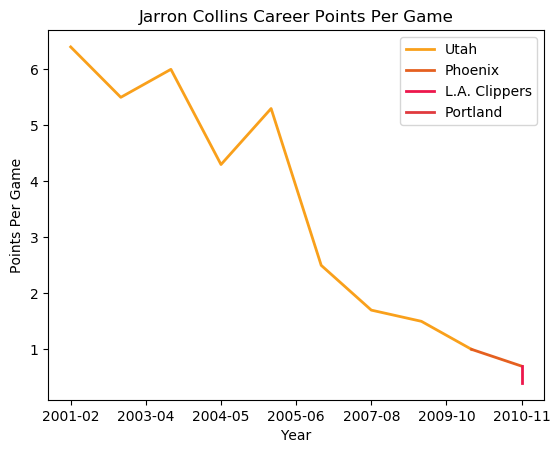 Jarron Collins Career Points Per Game
Utah
Phoenix
L.A. Clippers
Portland
Points Per Game
6
5
4
3
2
1
2001-02 2003-04 2004-05 2005-06 2007-08 2009-10 2010-11
Year